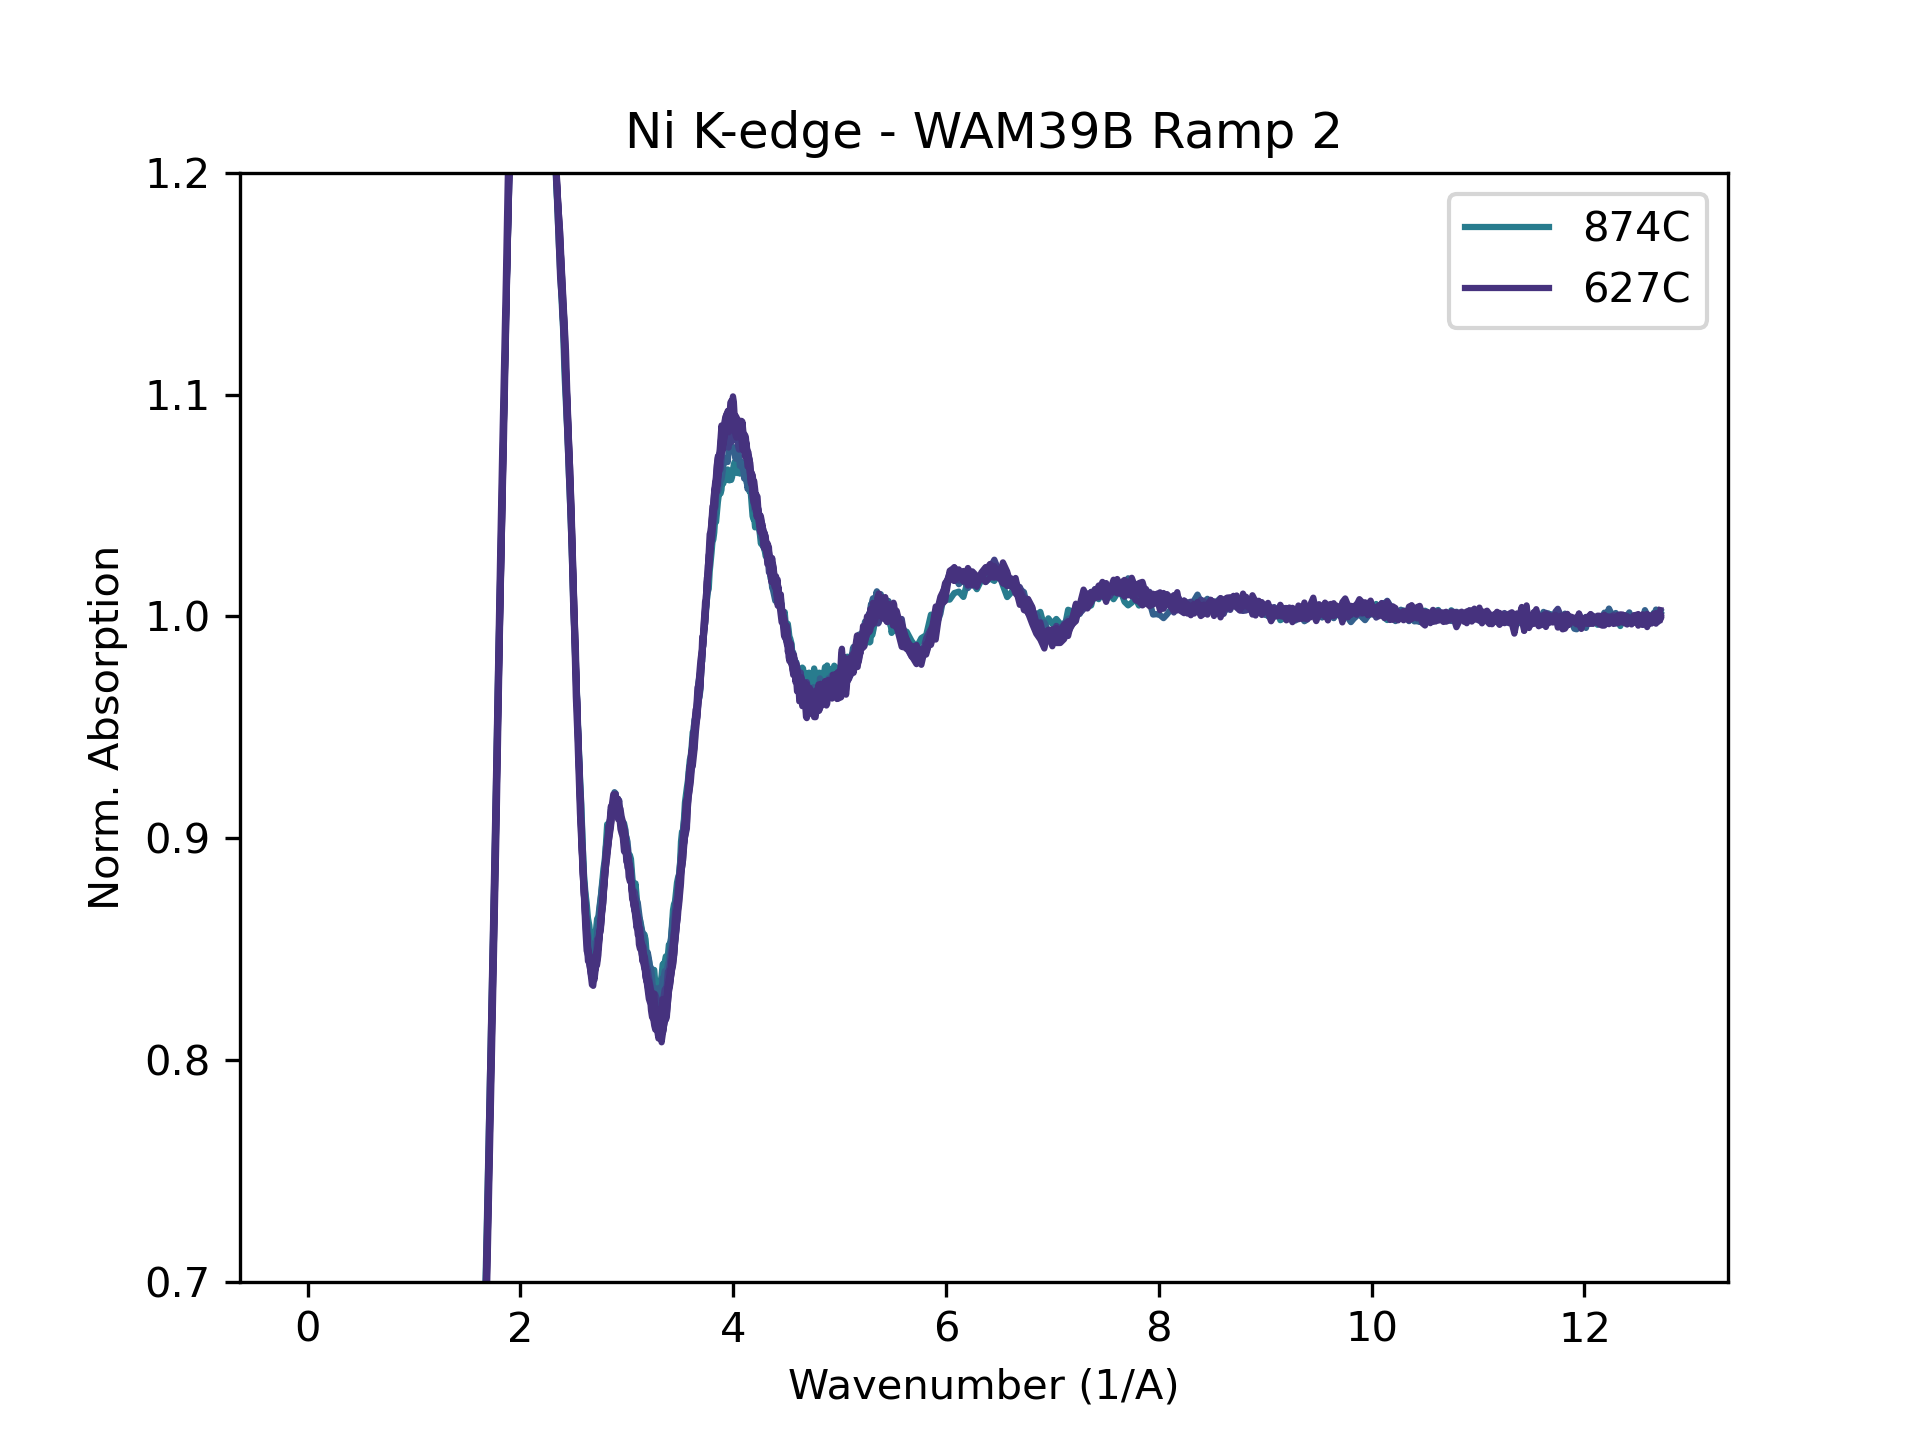 Ni K-edge - WAM39B Ramp 2
1.2
1.1
1.0
0.9
0.8
0.7
Norm. Absorption
874C
627C
0 2 4 6 8 10 12
Wavenumber (1/A)